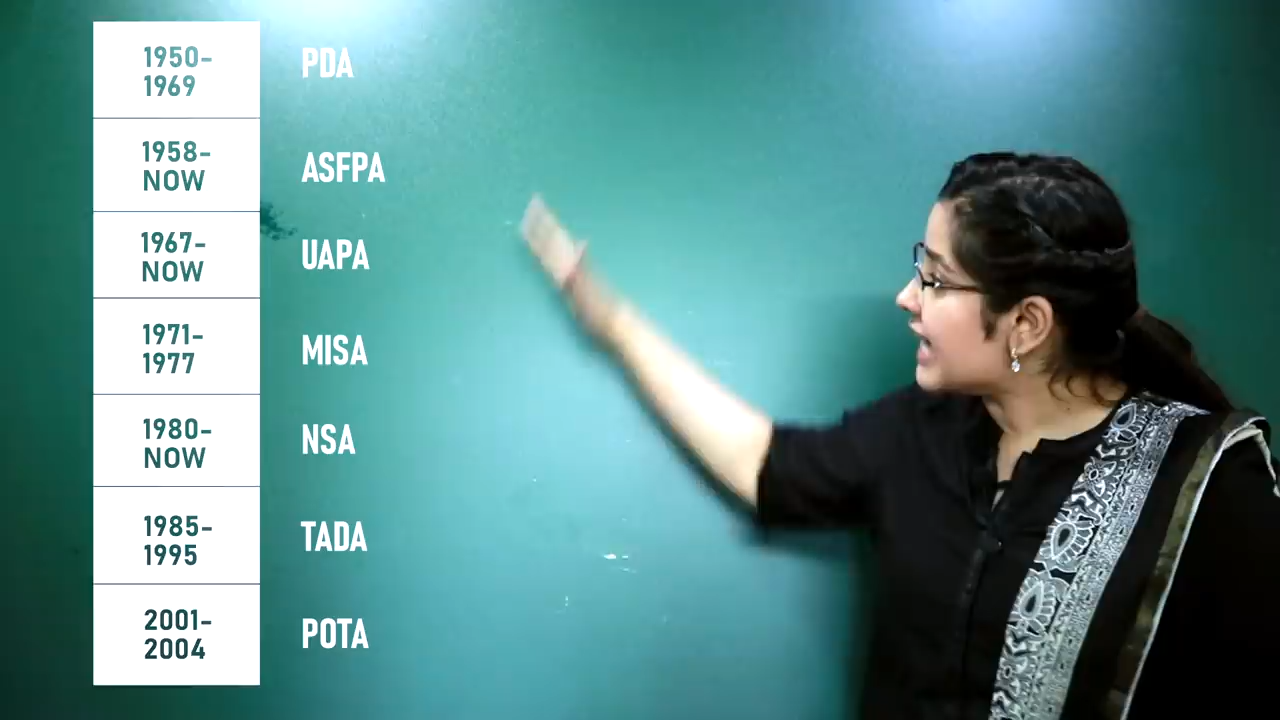 1950-
1969
PDA
1958-
NOW
ASFPA
1967-
NOW
UAPA
1971-
1977
MISA
1980-
NOW
NSA
1985-
1995
TADA
2001-
2004
POTA